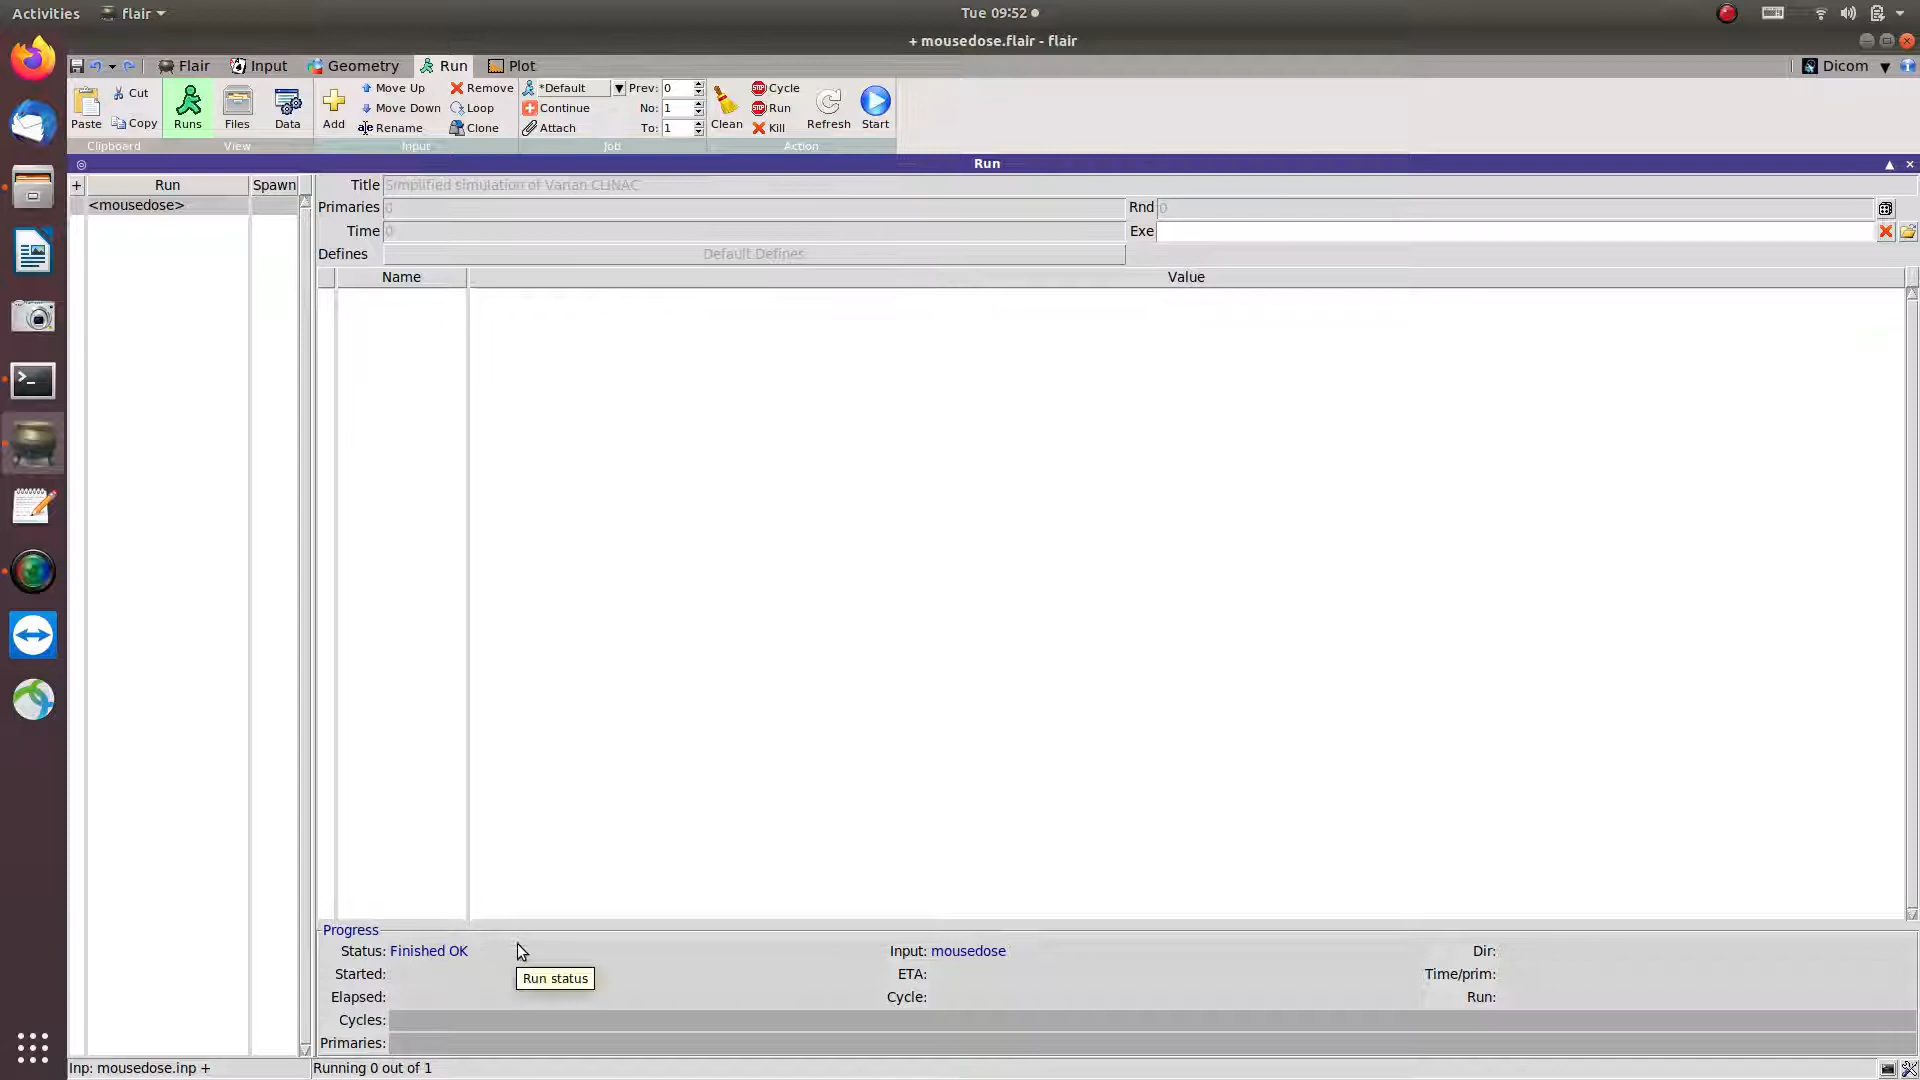 Activities flair Tue 09:52
+ mousedose.flair - flair
Flair Input Geometry Run Plot Dicom
Paste Cut Copy Runs Files Data Add Move Up Move Down Rename Remove Loop Clone *Default Continue Attach Prev: 0 No: 1 To: 1 Clean Cycle Run Kill Refresh Start
Clipboard View Input Job Action
Run
+ Run Spawn
<mousedose>
Title Simplified simulation of Varian CLINAC
Primaries 0 Rnd 0
Time 0 Exe
Defines Default Defines
Name Value
Progress
Status: Finished OK Input: mousedose Dir:
Run status
Started: ETA: Time/prim:
Elapsed: Cycle: Run:
Cycles:
Primaries:
Inp: mousedose.inp + Running 0 out of 1